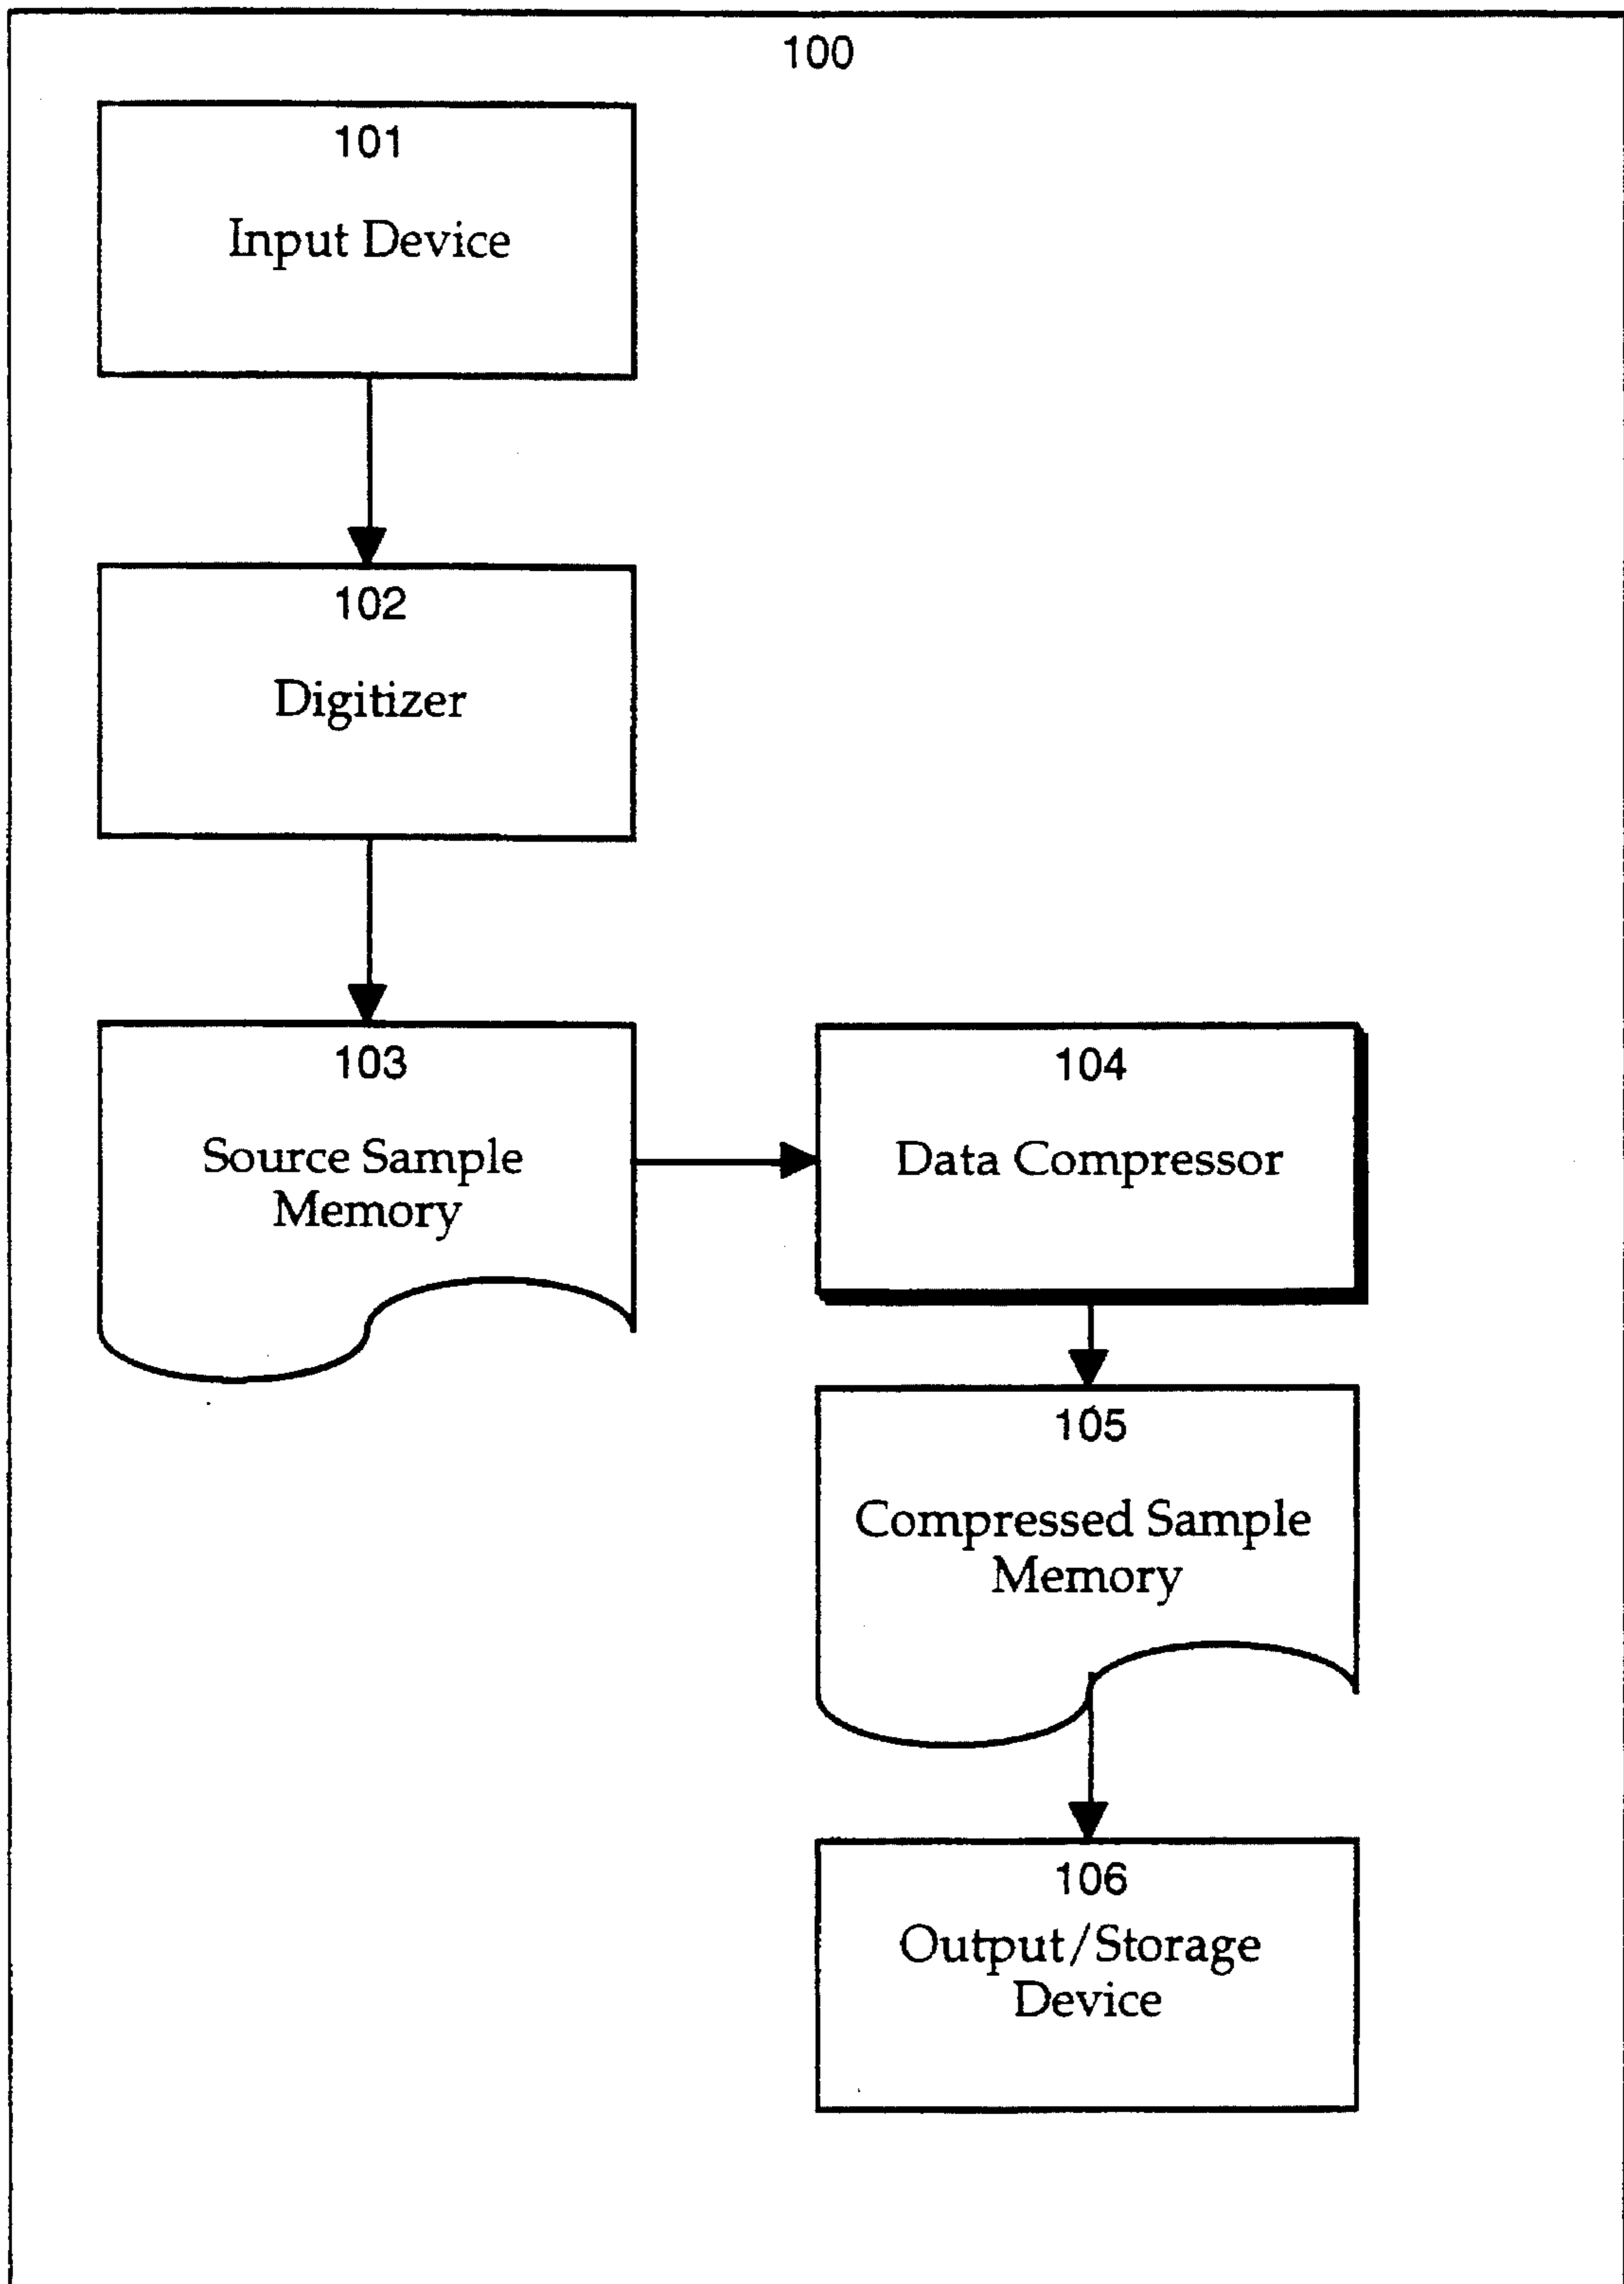 100
101
Input Device
102
Digitizer
103
Source Sample
Memory
104
Data Compressor
105
Compressed Sample
Memory
106
Output/Storage
Device